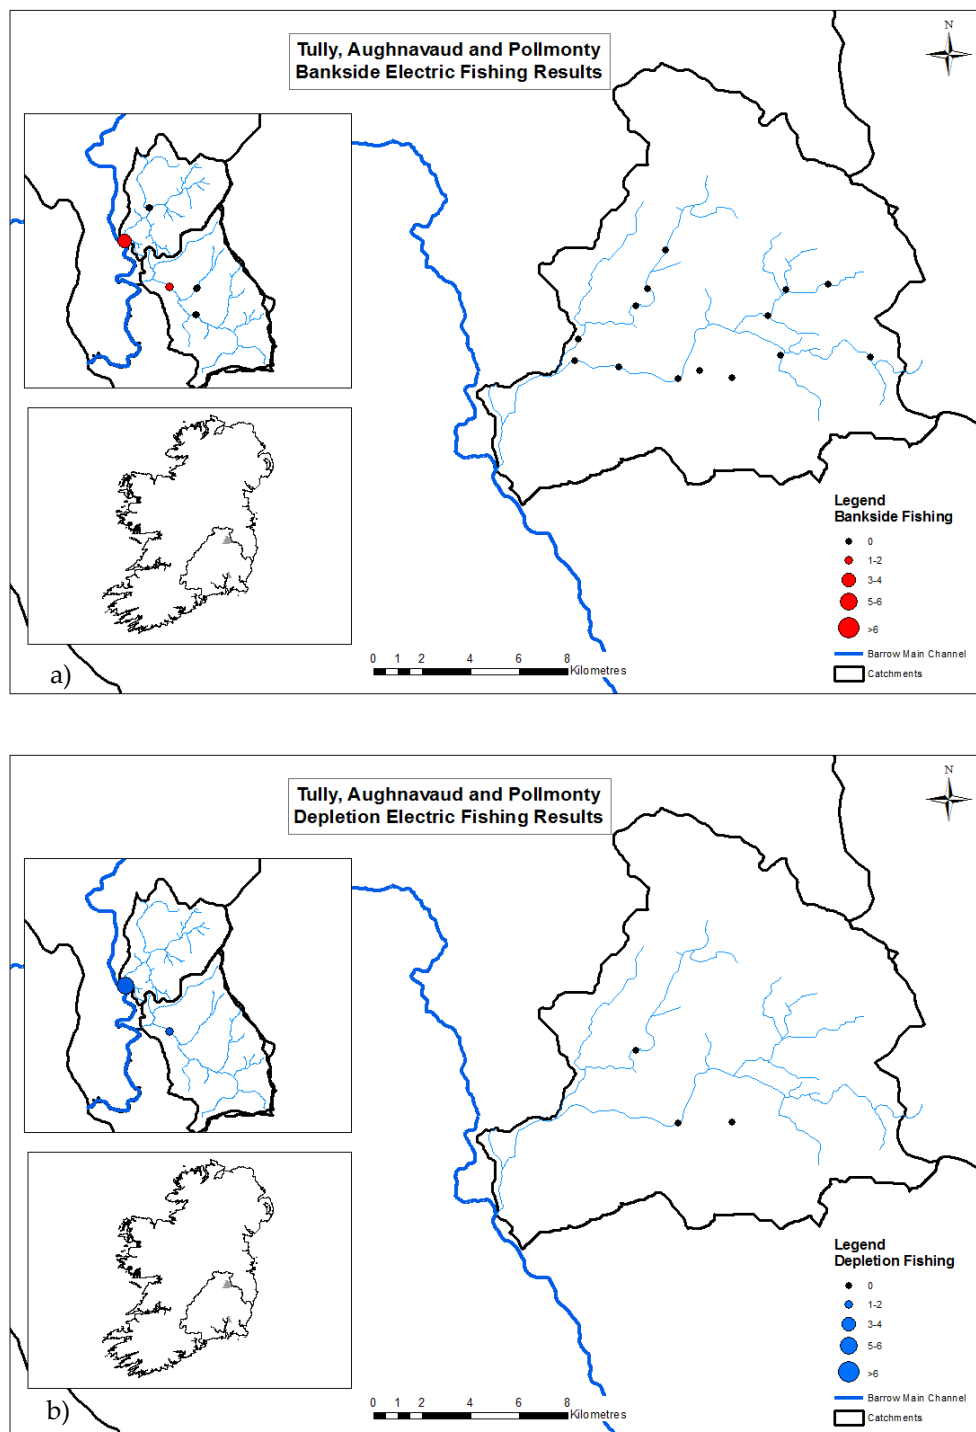 Tully, Aughnavaud and Pollmonty
Bankside Electric Fishing Results
N
Legend
Bankside Fishing
0
1-2
3-4
5-6
>6
Barrow Main Channel
Catchments
0 1 2 4 6 8
Kilometres
a)
Tully, Aughnavaud and Pollmonty
Depletion Electric Fishing Results
N
Legend
Depletion Fishing
0
1-2
3-4
5-6
>6
Barrow Main Channel
Catchments
0 1 2 4 6 8
Kilometres
b)